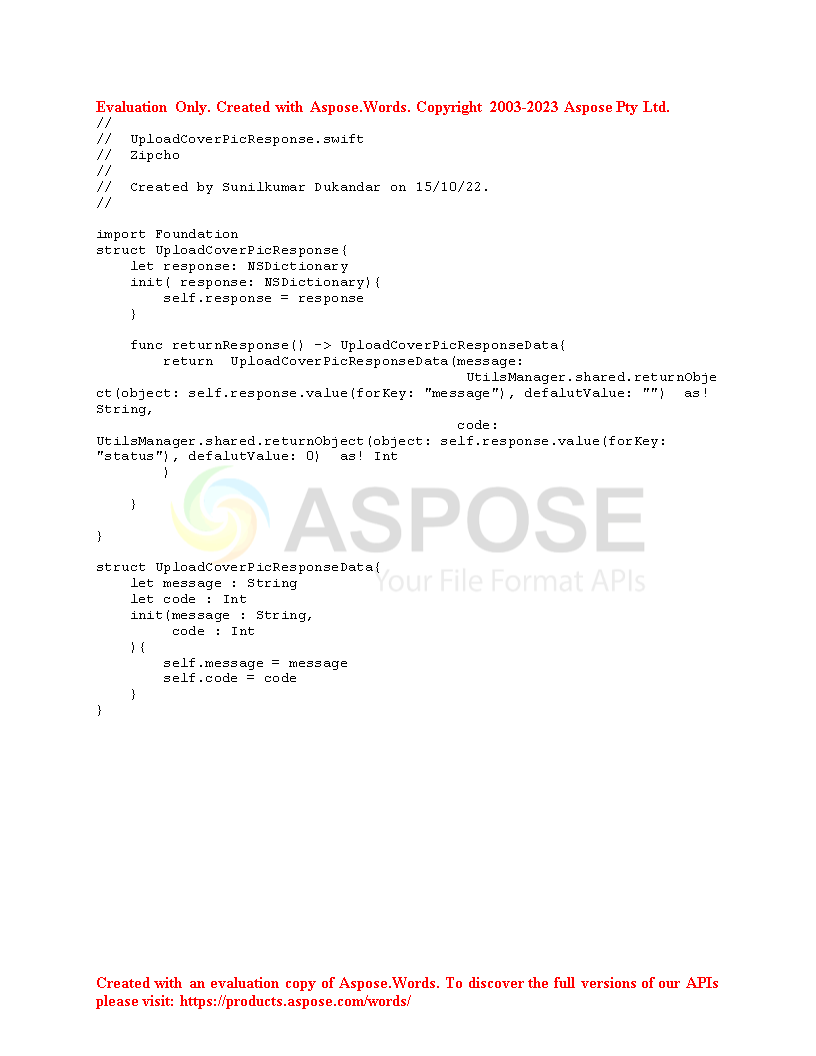 Evaluation Only. Created with Aspose.Words. Copyright 2003-2023 Aspose Pty Ltd.
//
//  UploadCoverPicResponse.swift
//  Zipcho
//
//  Created by Sunilkumar Dukandar on 15/10/22.
//

import Foundation
struct UploadCoverPicResponse{
    let response: NSDictionary
    init( response: NSDictionary){
        self.response = response
    }

    func returnResponse() -> UploadCoverPicResponseData{
        return  UploadCoverPicResponseData(message:
                                            UtilsManager.shared.returnObje
ct(object: self.response.value(forKey: "message"), defalutValue: "")  as!
String,
                                           code:
UtilsManager.shared.returnObject(object: self.response.value(forKey:
"status"), defalutValue: 0)  as! Int
        )
ASPOSE
    }

}

struct UploadCoverPicResponseData{
Your File Format APIs
    let message : String
    let code : Int
    init(message : String,
         code : Int
    ){
        self.message = message
        self.code = code
    }
}
Created with an evaluation copy of Aspose.Words. To discover the full versions of our APIs
please visit: https://products.aspose.com/words/